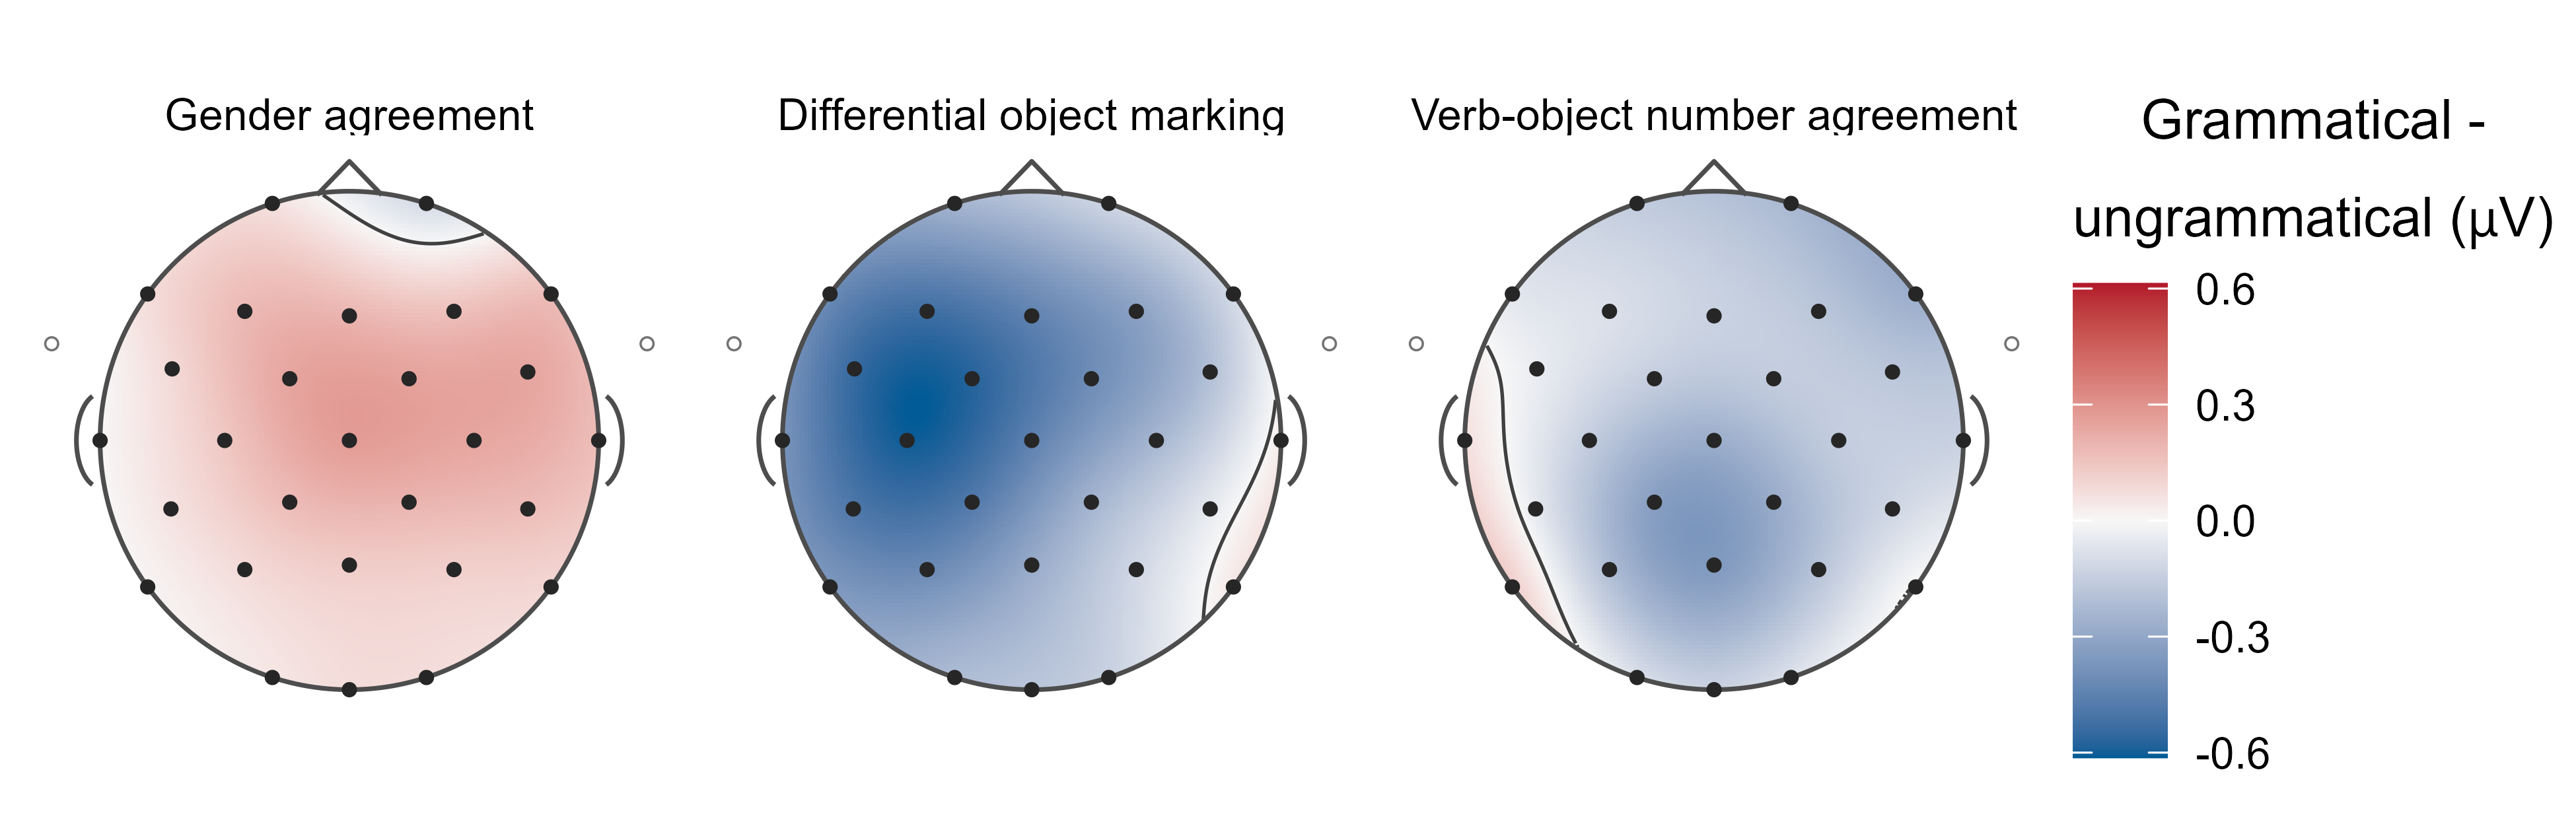 Gender agreement
Differential object marking
Verb-object number agreement
Grammatical -
ungrammatical (µV)
0.6
0.3
0.0
-0.3
-0.6